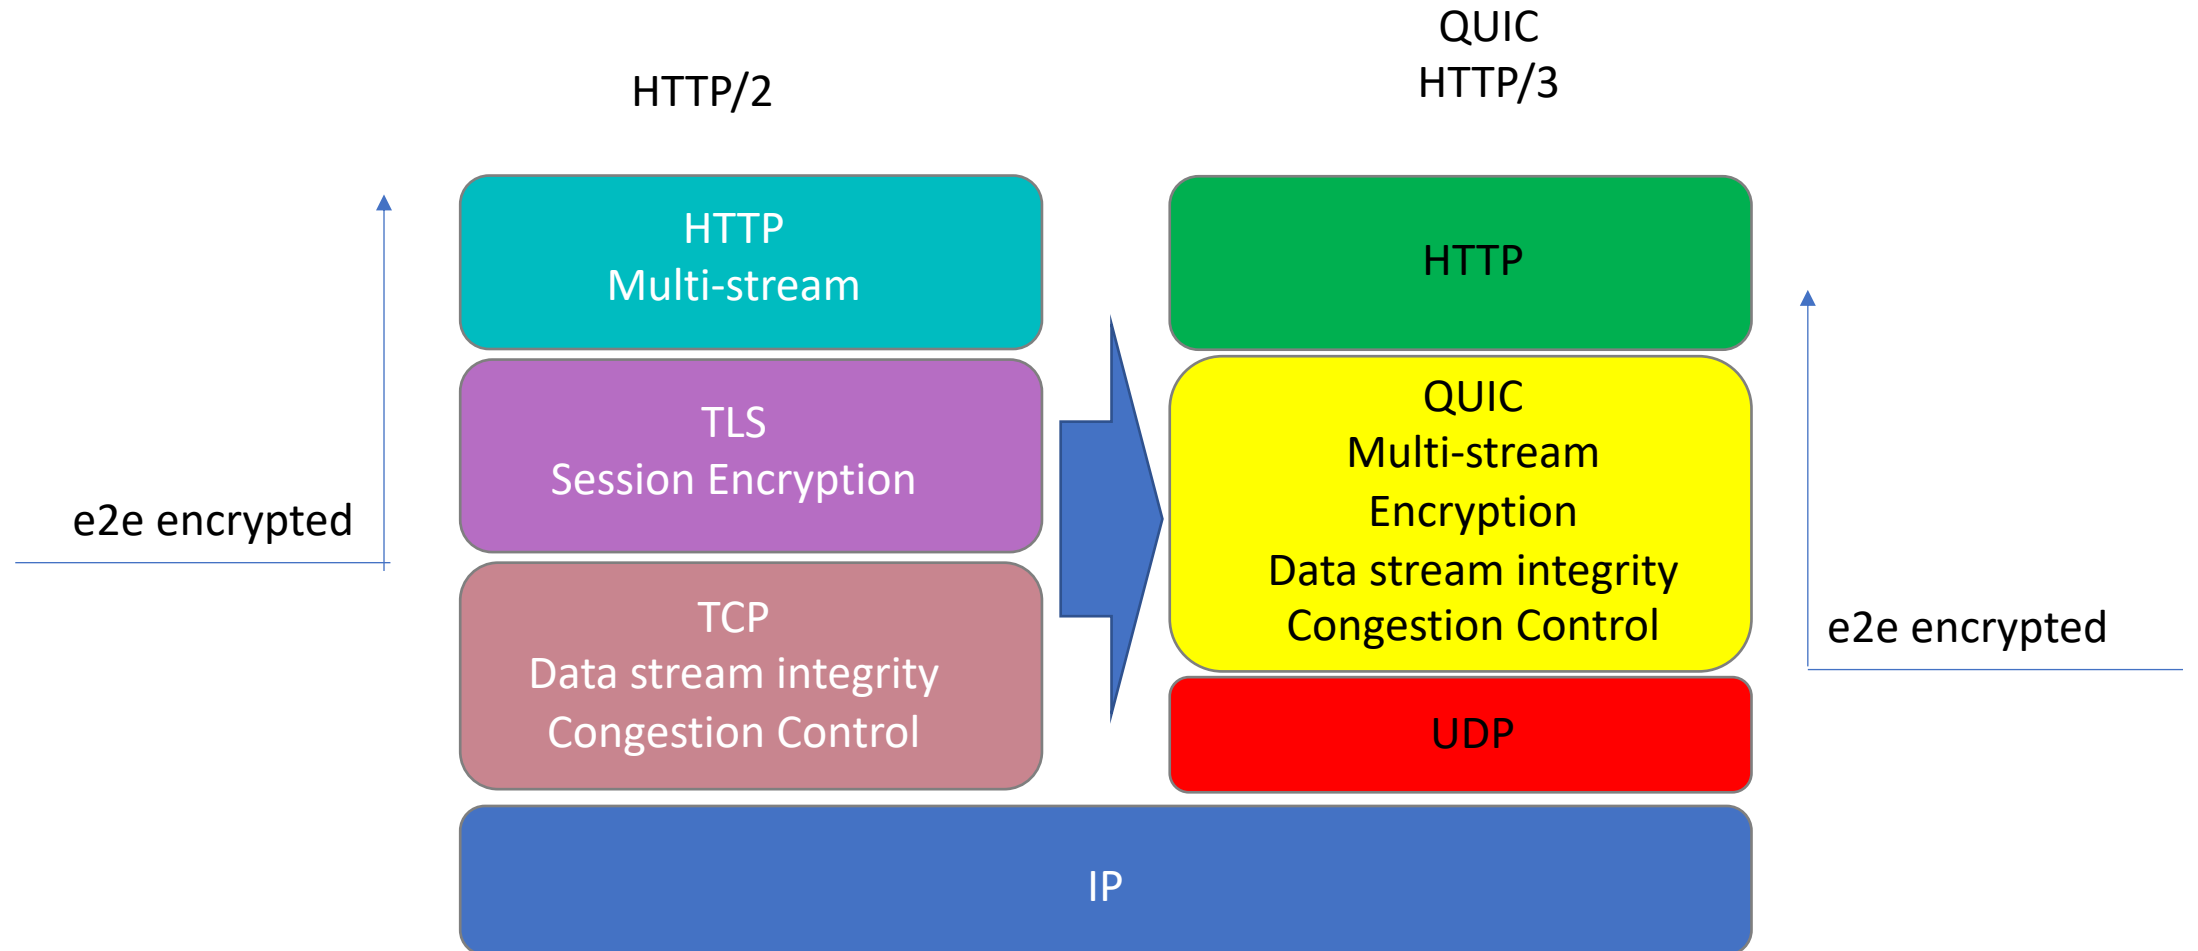 HTTP/2
QUIC
HTTP/3
HTTP
Multi-stream
TLS
Session Encryption
e2e encrypted
TCP
Data stream integrity
Congestion Control
HTTP
QUIC
Multi-stream
Encryption
Data stream integrity
Congestion Control
e2e encrypted
UDP
IP